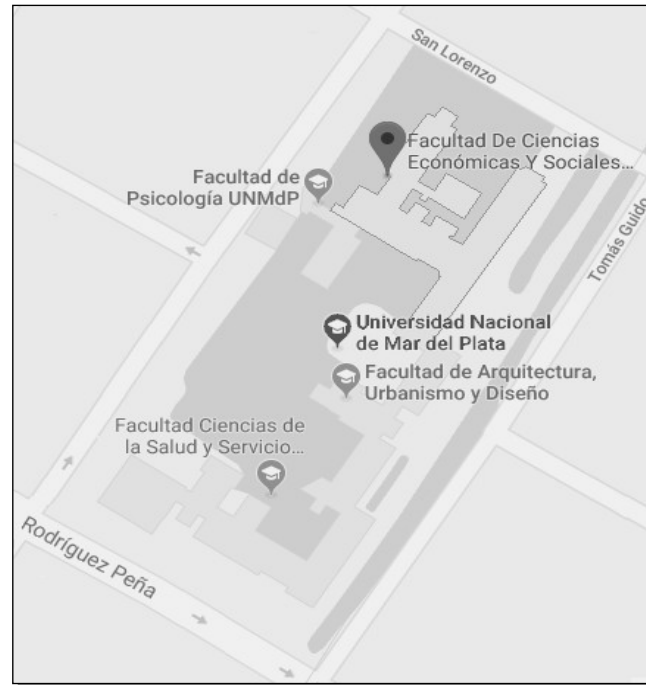 San Lorenzo
Facultad De Ciencias
Económicas Y Sociales...
Facultad de
Psicología UNMdP
Tomás Guido
Universidad Nacional
de Mar del Plata
Facultad de Arquitectura,
Urbanismo y Diseño
Facultad Ciencias de
la Salud y Servicio...
Rodríguez Peña